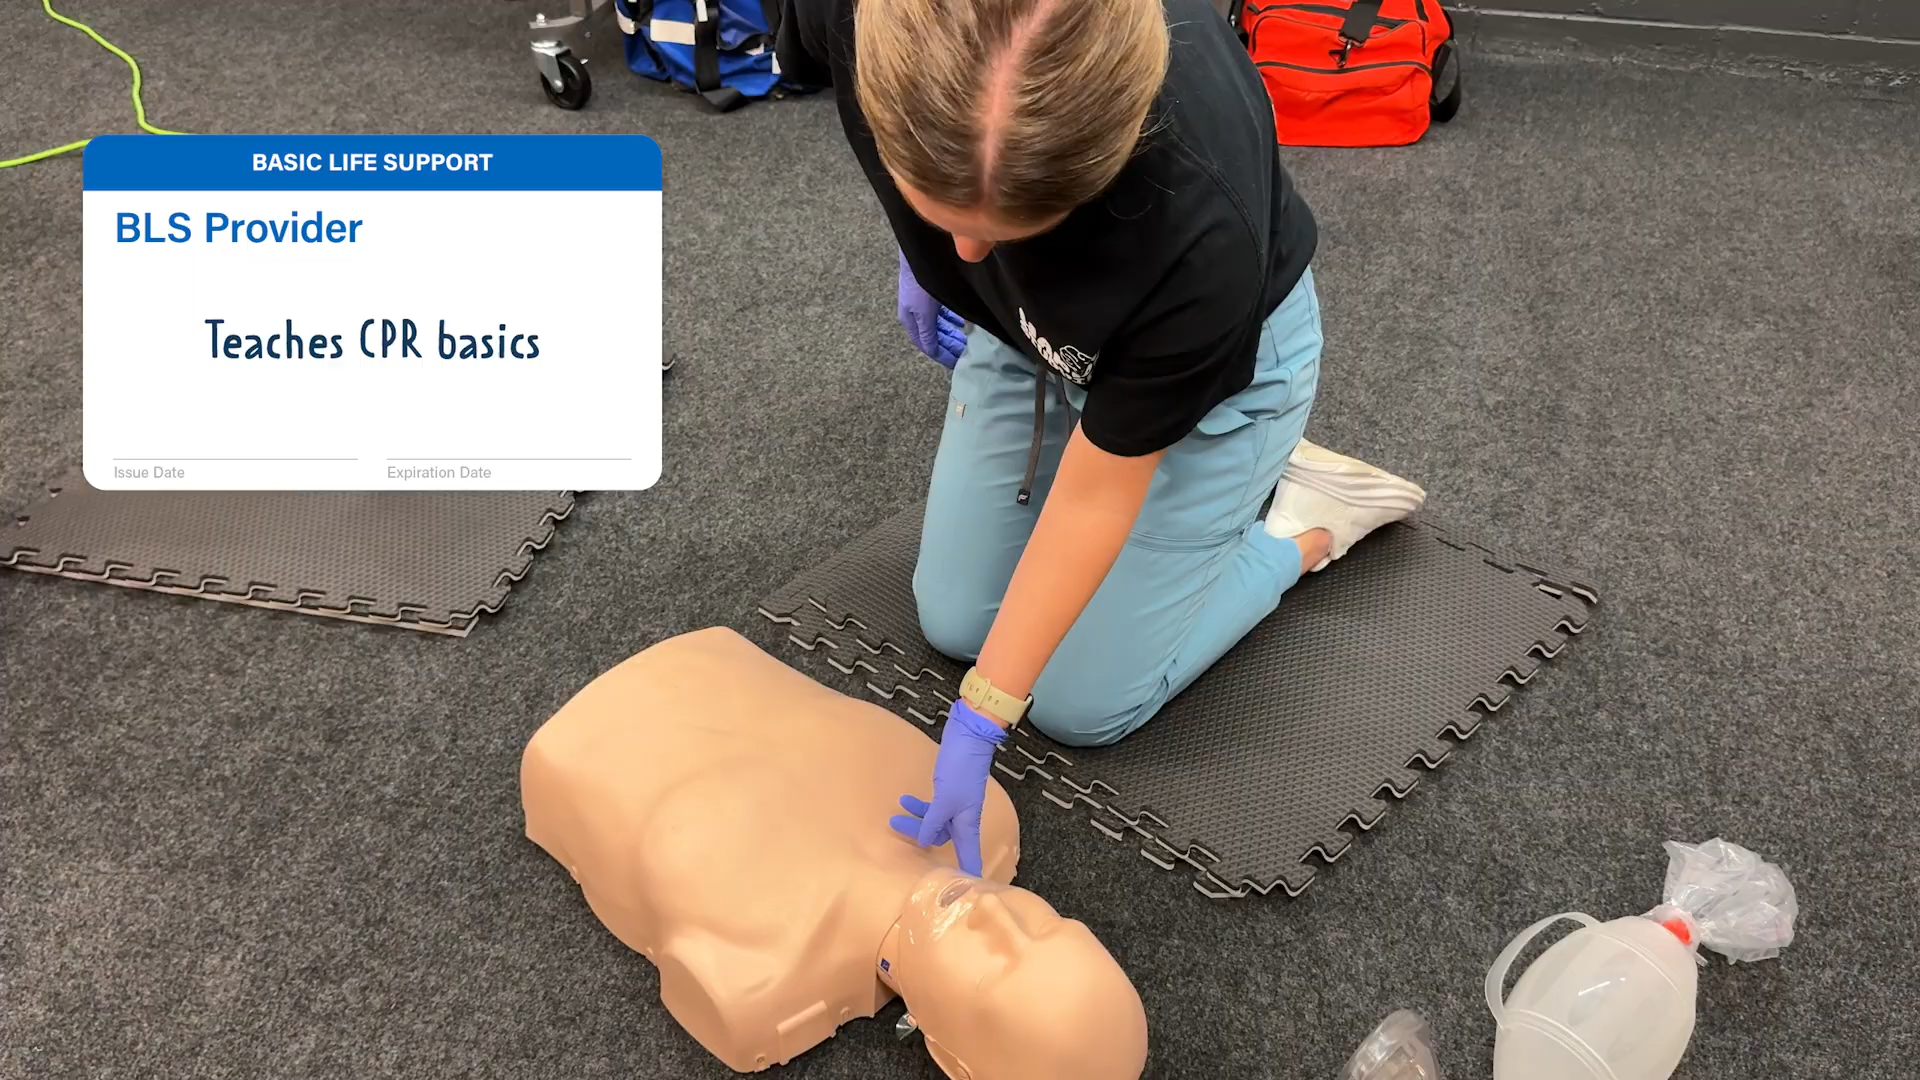 BASIC LIFE SUPPORT
BLS Provider
Teaches CPR basics
Issue Date
Expiration Date